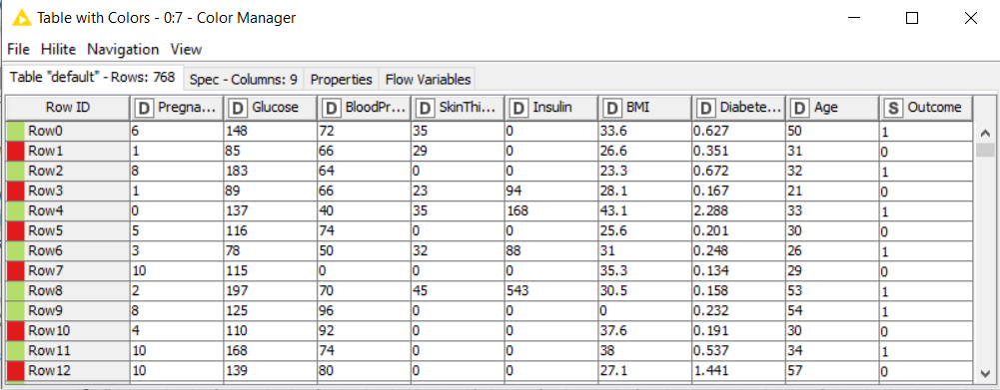 Table with Colors - 0:7 - Color Manager
File Hilite Navigation View
Table "default" - Rows: 768 Spec - Columns: 9 Properties Flow Variables
Row ID D Pregna... D Glucose D BloodPr... D SkinThi... D Insulin D BMI D Diabete... D Age S Outcome
Row0 6 148 72 35 0 33.6 0.627 50 1
Row1 1 85 66 29 0 26.6 0.351 31 0
Row2 8 183 64 0 0 23.3 0.672 32 1
Row3 1 89 66 23 94 28.1 0.167 21 0
Row4 0 137 40 35 168 43.1 2.288 33 1
Row5 5 116 74 0 0 25.6 0.201 30 0
Row6 3 78 50 32 88 31 0.248 26 1
Row7 10 115 0 0 0 35.3 0.134 29 0
Row8 2 197 70 45 543 30.5 0.158 53 1
Row9 8 125 96 0 0 0 0.232 54 1
Row10 4 110 92 0 0 37.6 0.191 30 0
Row11 10 168 74 0 0 38 0.537 34 1
Row12 10 139 80 0 0 27.1 1.441 57 0